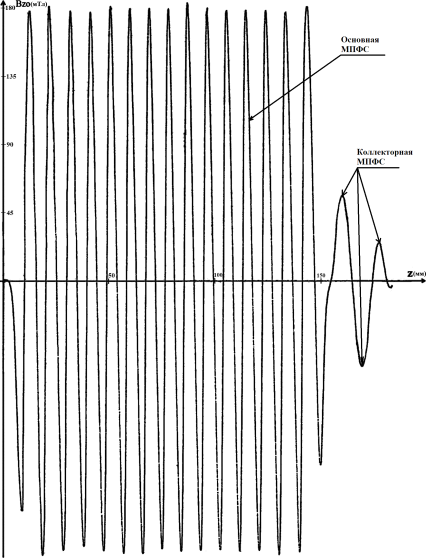 180
Bz0(мТл)
Основная
МПФС
135
90
Коллекторная
МПФС
45
50
100
150
z(мм)